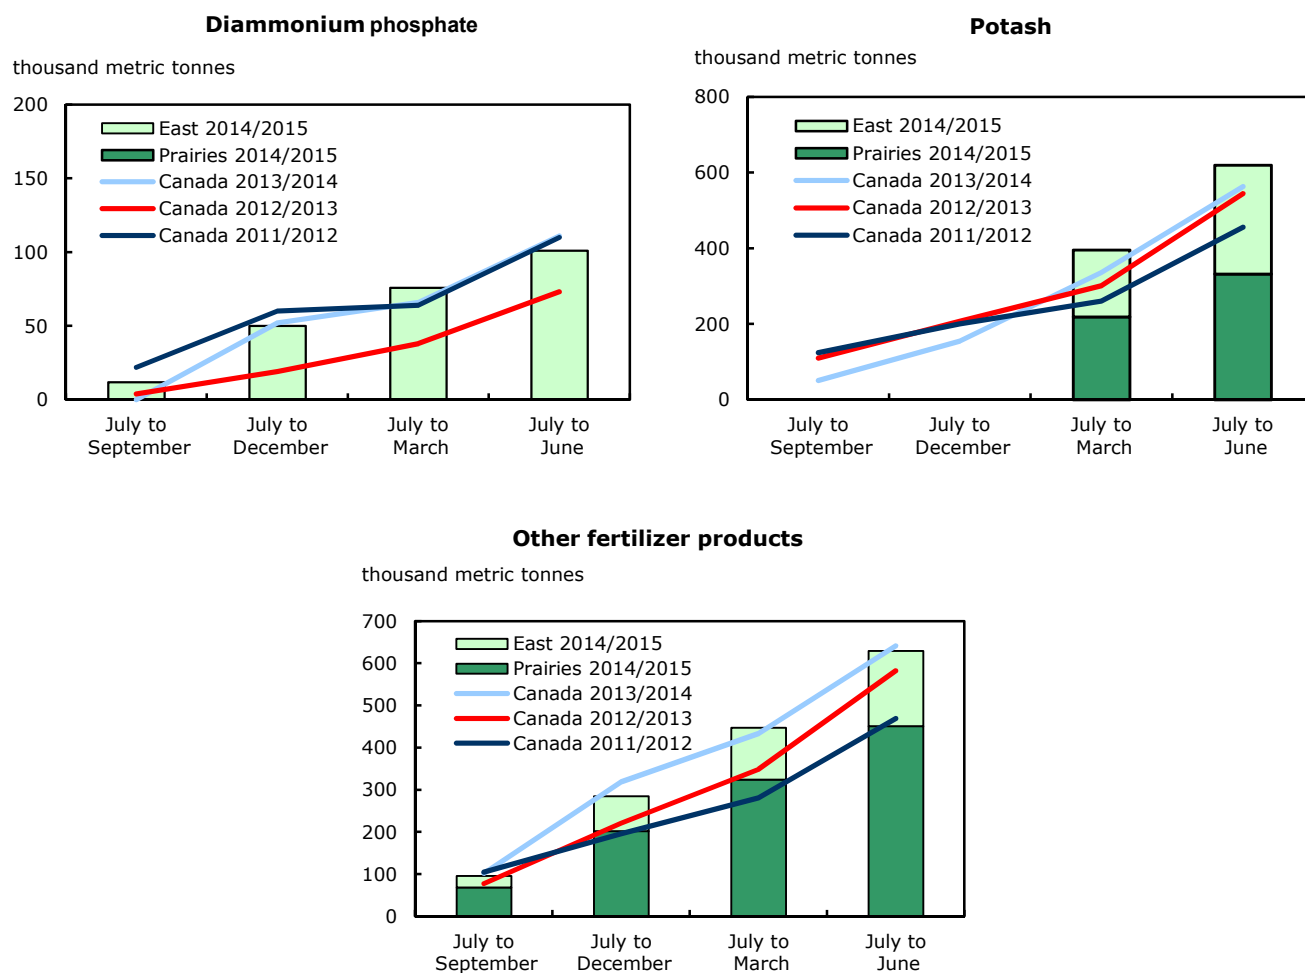 Diammonium phosphate
thousand metric tonnes
200
150
100
50
0
East 2014/2015
Prairies 2014/2015
Canada 2013/2014
Canada 2012/2013
Canada 2011/2012
July to
September
July to
December
July to
March
July to
June
Potash
thousand metric tonnes
800
600
400
200
0
East 2014/2015
Prairies 2014/2015
Canada 2013/2014
Canada 2012/2013
Canada 2011/2012
July to
September
July to
December
July to
March
July to
June
Other fertilizer products
thousand metric tonnes
700
600
500
400
300
200
100
0
East 2014/2015
Prairies 2014/2015
Canada 2013/2014
Canada 2012/2013
Canada 2011/2012
July to
September
July to
December
July to
March
July to
June